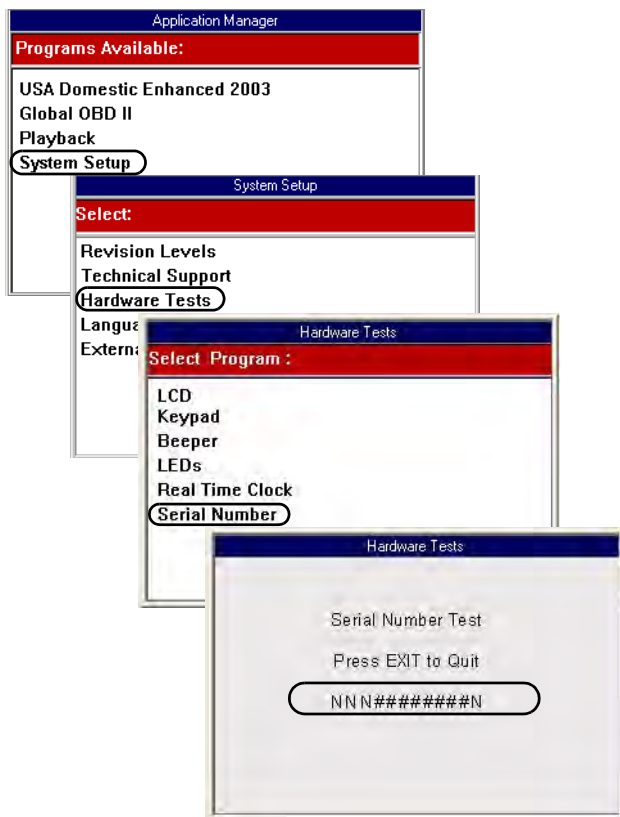 Application Manager
Programs Available:
USA Domestic Enhanced 2003
Global OBD II
Playback
System Setup
System Setup
Select:
Revision Levels
Technical Support
Hardware Tests
Langua
Externa
Hardware Tests
Select Program :
LCD
Keypad
Beeper
LEDs
Real Time Clock
Serial Number
Hardware Tests
Serial Number Test
Press EXIT to Quit
NNN########N